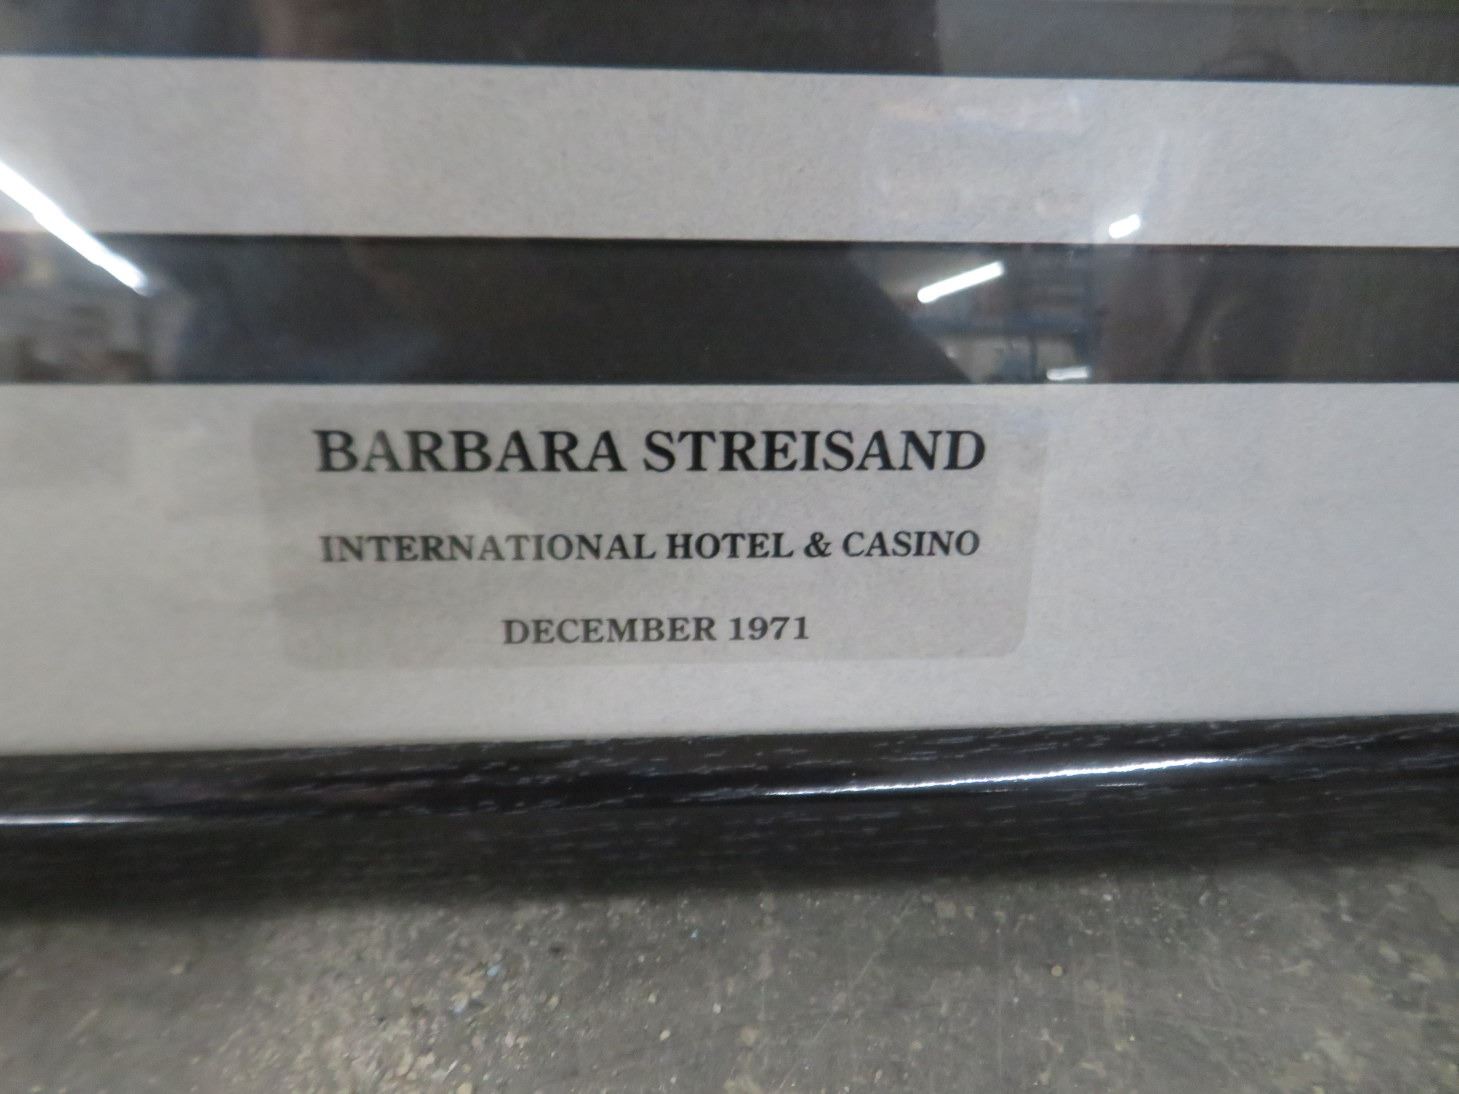 BARBARA STREISAND
INTERNATIONAL HOTEL & CASINO
DECEMBER 1971